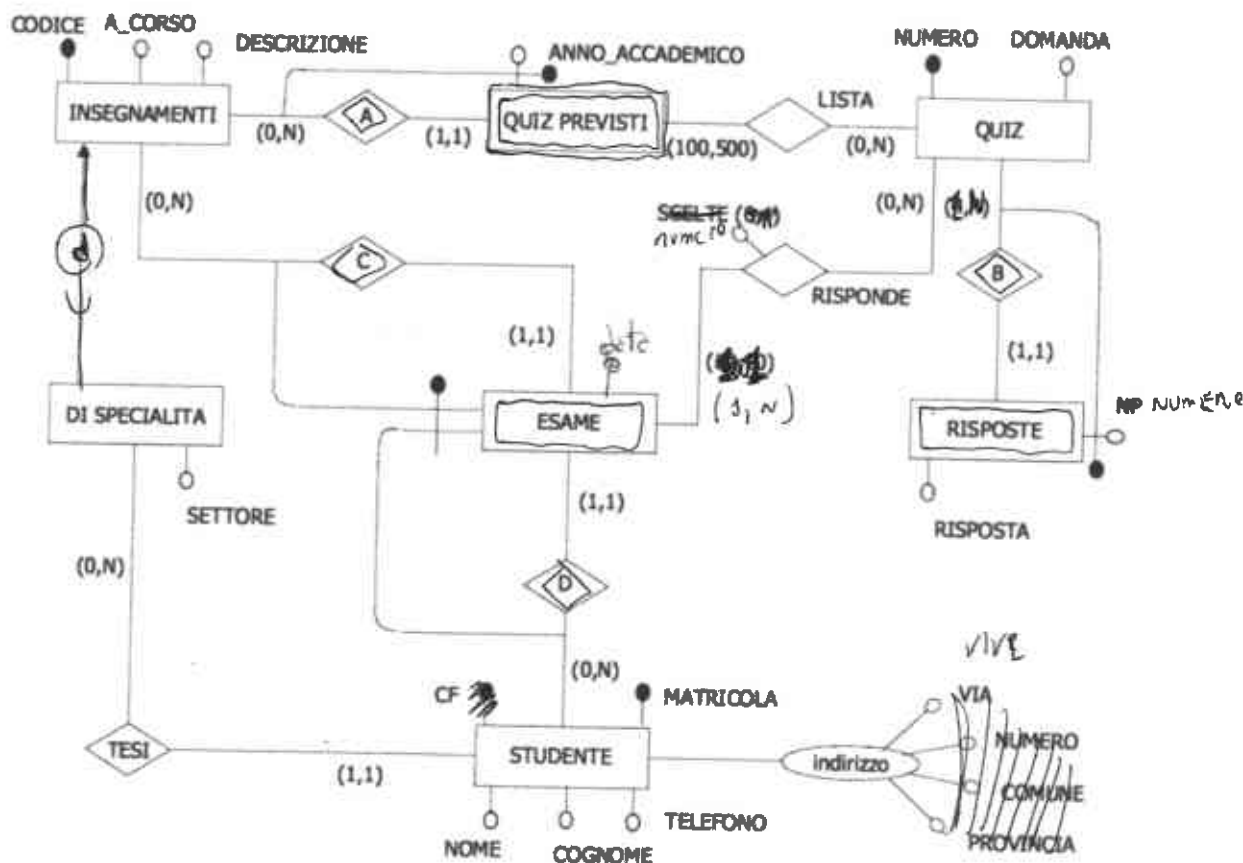 CODICE
A_CORSO
DESCRIZIONE
ANNO_ACCADEMICO
NUMERO
DOMANDA
INSEGNAMENTI
A
QUIZ PREVISTI
LISTA
QUIZ
(0,N)
(1,1)
(100,500)
(0,N)
(0,N)
SCELTE
(0,N)
numero
C
RISPONDE
B
(1,1)
(1,1)
d
U
(1, N)
DI SPECIALITA
ESAME
RISPOSTE
NUMERO
SETTORE
(1,1)
RISPOSTA
(0,N)
D
(0,N)
VIVE
CF
MATRICOLA
VIA
TESI
STUDENTE
indirizzo
NUMERO
(1,1)
COMUNE
NOME
COGNOME
TELEFONO
PROVINCIA